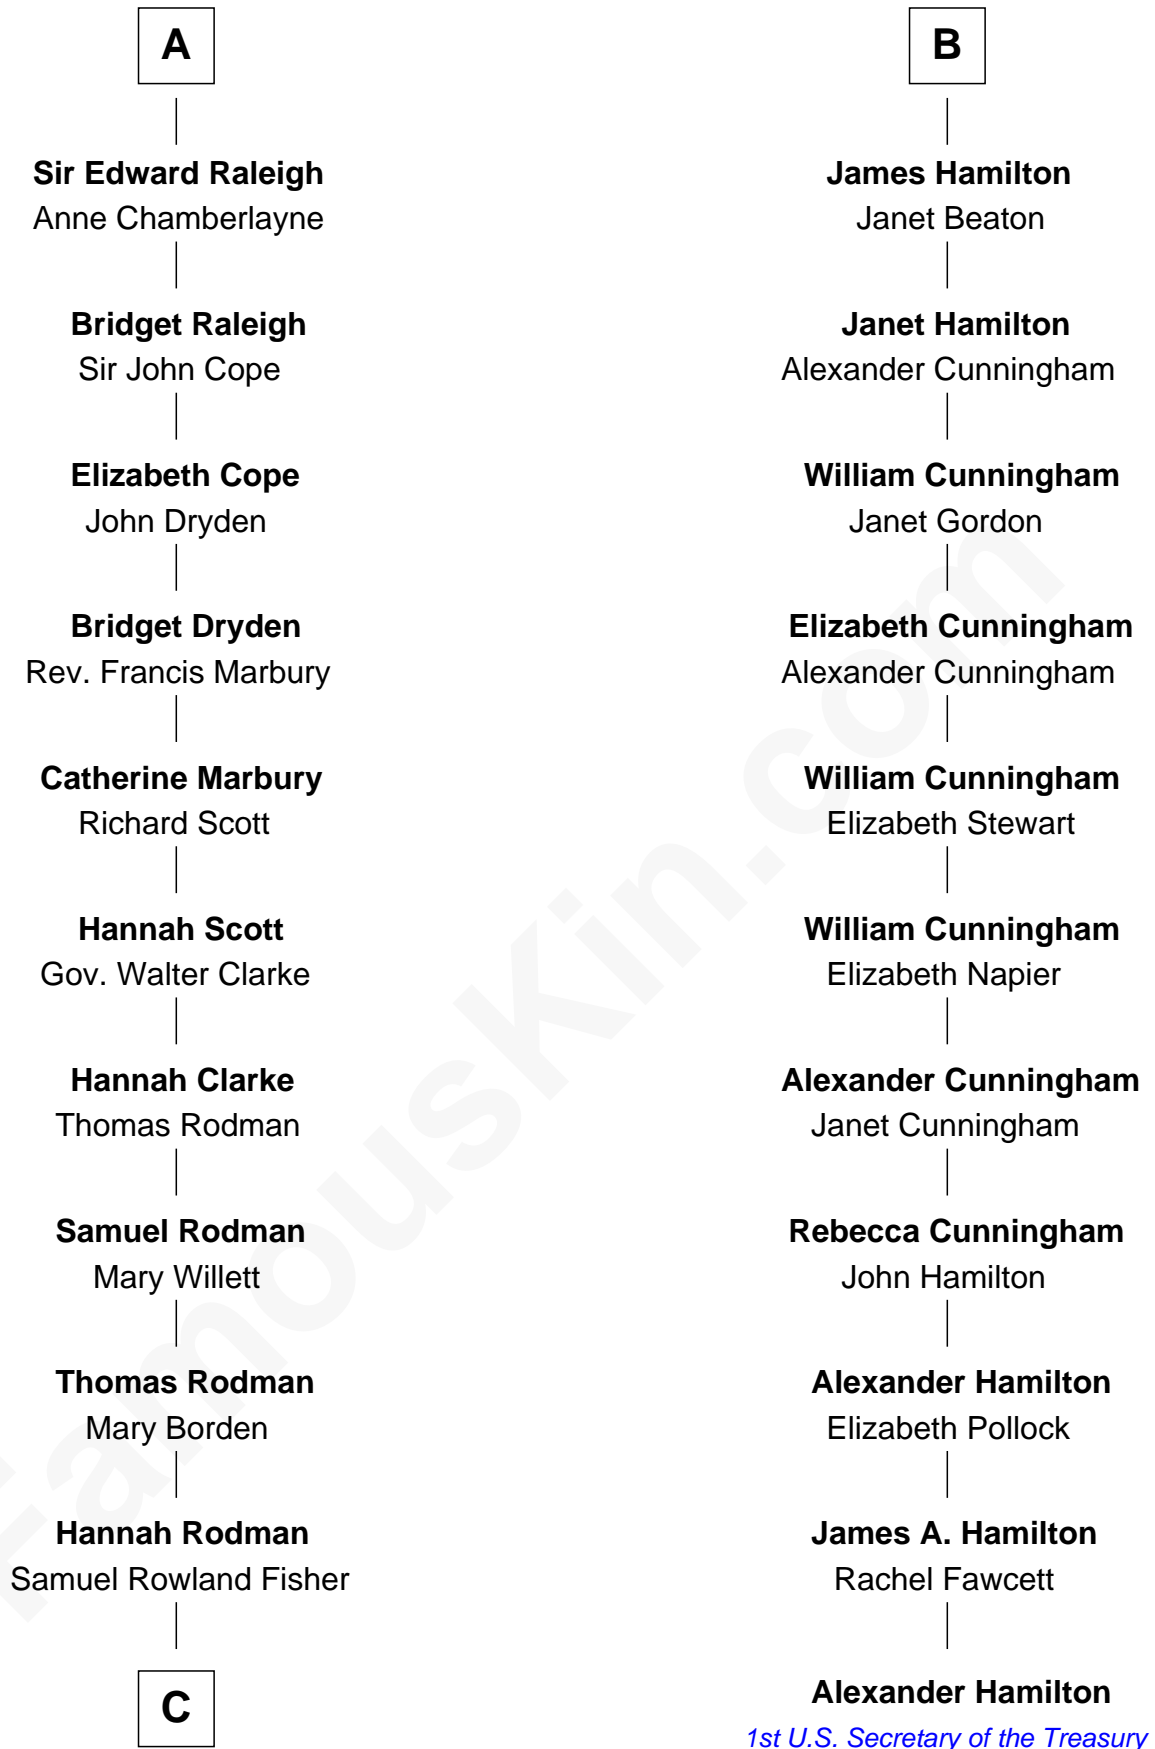 A
Sir Edward Raleigh
Anne Chamberlayne
Bridget Raleigh
Sir John Cope
Elizabeth Cope
John Dryden
Bridget Dryden
Rev. Francis Marbury
Catherine Marbury
Richard Scott
Hannah Scott
Gov. Walter Clarke
Hannah Clarke
Thomas Rodman
Samuel Rodman
Mary Willett
Thomas Rodman
Mary Borden
Hannah Rodman
Samuel Rowland Fisher
C
B
James Hamilton
Janet Beaton
Janet Hamilton
Alexander Cunningham
William Cunningham
Janet Gordon
Elizabeth Cunningham
Alexander Cunningham
William Cunningham
Elizabeth Stewart
William Cunningham
Elizabeth Napier
Alexander Cunningham
Janet Cunningham
Rebecca Cunningham
John Hamilton
Alexander Hamilton
Elizabeth Pollock
James A. Hamilton
Rachel Fawcett
Alexander Hamilton
1st U.S. Secretary of the Treasury
FamousKin.com